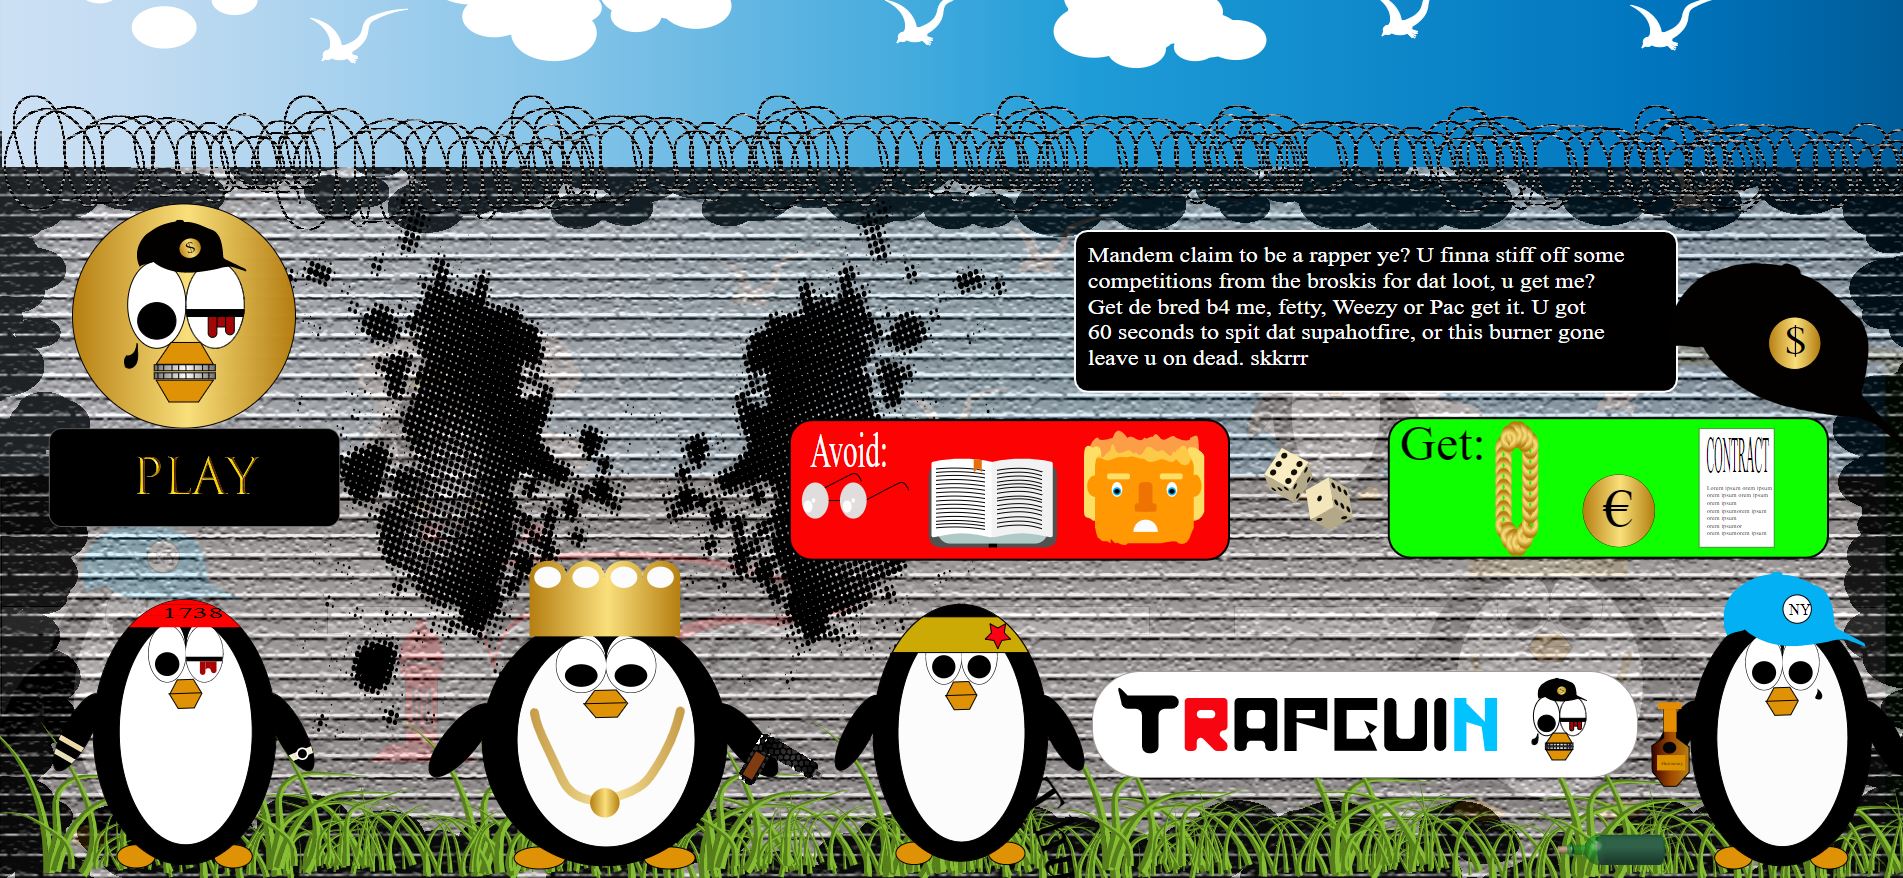 $
Mandem claim to be a rapper ye? U finna stiff off some
competitions from the broskis for dat loot, u get me?
Get de bred b4 me, fetty, Weezy or Pac get it. U got
60 seconds to spit dat supahotfire, or this burner gone
leave u on dead. skkrrr
$
PLAY
Avoid:
Get:
€
CONTRACT
Lorem ipsum orem ipsum
orem ipsum orem ipsum
orem ipsum
orem ipsumorem ipsum
orem ipsum
orem ipsumor
orem ipsumorem ipsum
1738
NY
TRAPGUIN